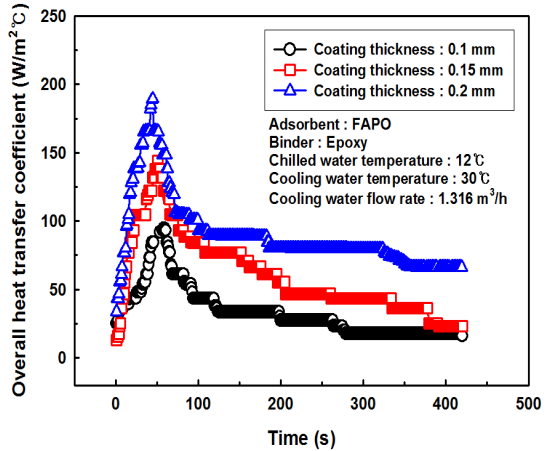 Overall heat transfer coefficient (W/m²℃)
250
200
150
100
50
0
Coating thickness : 0.1 mm
Coating thickness : 0.15 mm
Coating thickness : 0.2 mm
Adsorbent : FAPO
Binder : Epoxy
Chilled water temperature : 12℃
Cooling water temperature : 30℃
Cooling water flow rate : 1.316 m³/h
0
100
200
300
400
500
Time (s)